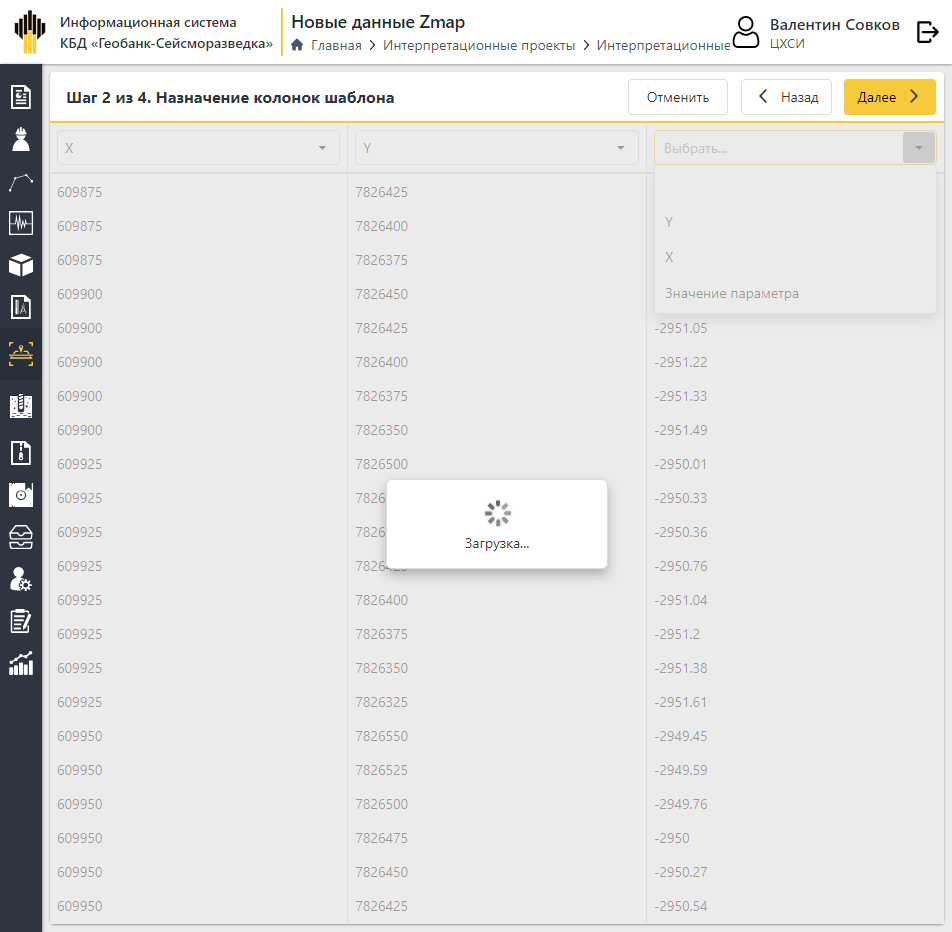 Информационная система
КБД «Геобанк-Сейсморазведка»
Новые данные Zmap
Главная > Интерпретационные проекты > Интерпретационные
Валентин Совков
ЦХСИ
Шаг 2 из 4. Назначение колонок шаблона
Отменить
Назад
Далее
X Y Выбрать...
609875 7826425
Y
609875 7826400
X
609875 7826375
Значение параметра
609900 7826450
609900 7826425 -2951.05
609900 7826400 -2951.22
609900 7826375 -2951.33
609900 7826350 -2951.49
609925 7826500 -2950.01
609925 7826 -2950.33
609925 7826 -2950.36
609925 7826425 -2950.76
Загрузка...
609925 7826400 -2951.04
609925 7826375 -2951.2
609925 7826350 -2951.38
609925 7826325 -2951.61
609950 7826550 -2949.45
609950 7826525 -2949.59
609950 7826500 -2949.76
609950 7826475 -2950
609950 7826450 -2950.27
609950 7826425 -2950.54